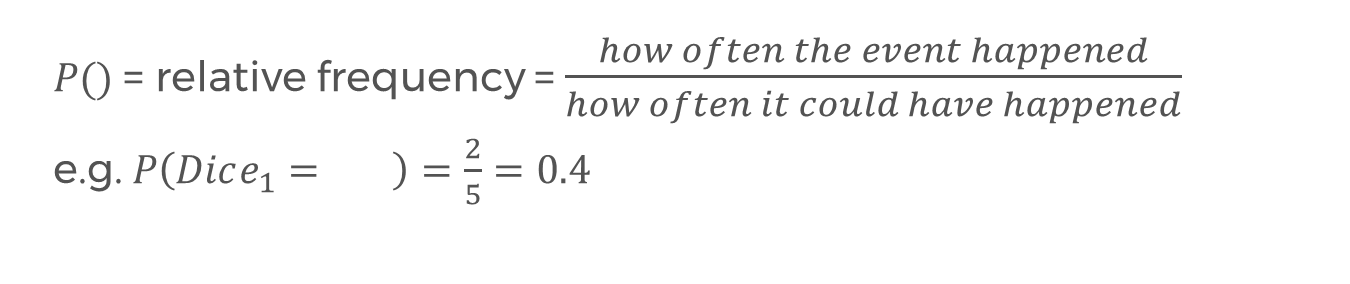 P() = relative frequency = how often the event happened / how often it could have happened
e.g. P(Dice₁ = ) = 2/5 = 0.4